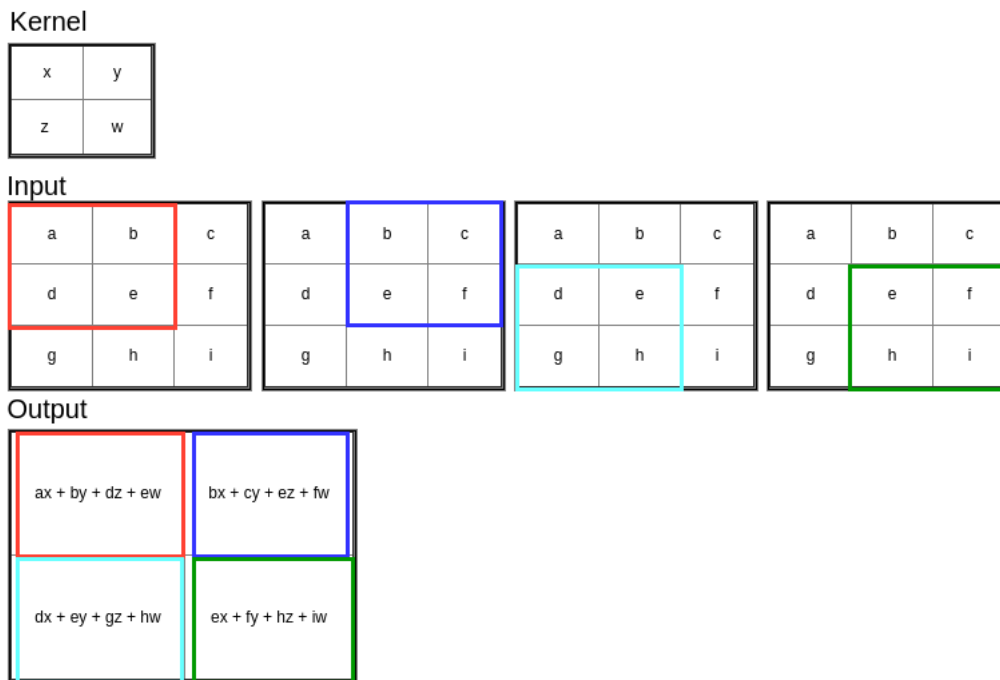 Kernel
x y
z w
Input
a b c a b c a b c a b c
d e f d e f d e f d e f
g h i g h i g h i g h i
Output
ax + by + dz + ew bx + cy + ez + fw
dx + ey + gz + hw ex + fy + hz + iw